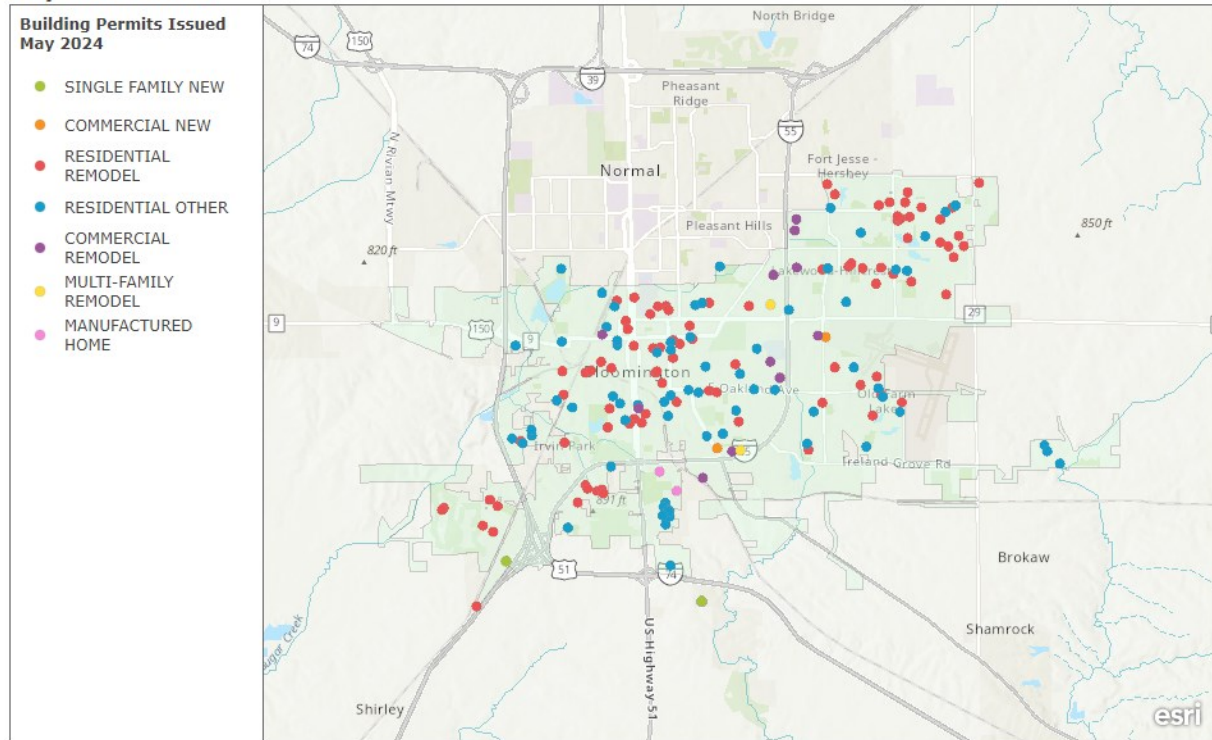 Building Permits Issued
May 2024
SINGLE FAMILY NEW
COMMERCIAL NEW
RESIDENTIAL
REMODEL
RESIDENTIAL OTHER
COMMERCIAL
REMODEL
MULTI-FAMILY
REMODEL
MANUFACTURED
HOME
North Bridge
150
74
39
Pheasant
Ridge
55
N Rivian Mtwy
Fort Jesse -
Hershey
Normal
Pleasant Hills
850 ft
820 ft
29
9
150
9
Bloomington
E Oakland Ave
Old Farm
Lake
Irvin Park
Ireland Grove Rd
891 ft
51
74
Brokaw
Shamrock
US Highway 51
Sugar Creek
Shirley
esri